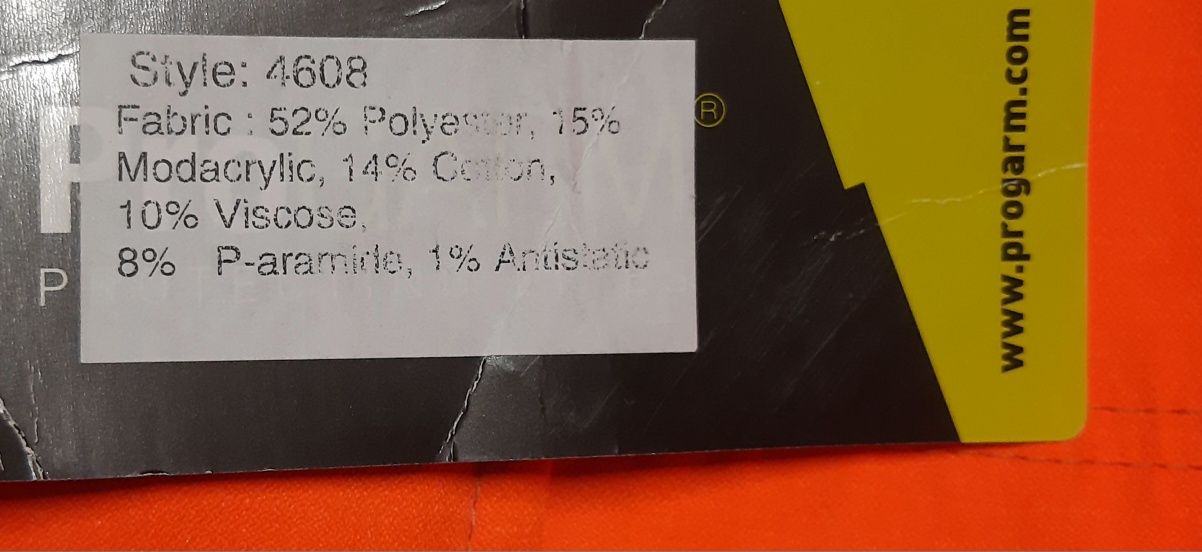 Style: 4608
Fabric : 52% Polyester, 15%
Modacrylic, 14% Cotton,
10% Viscose,
8% P-aramide, 1% Antistatic
®
www.progarm.com